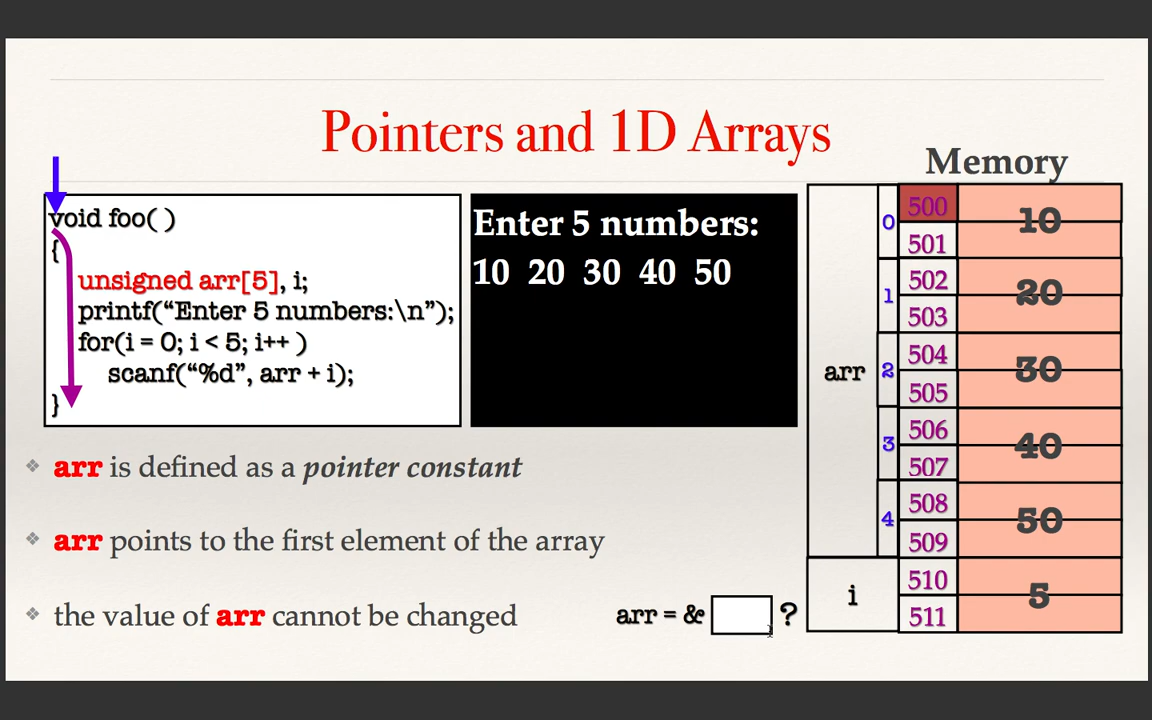 Pointers and 1D Arrays
Memory
void foo( )
{
unsigned arr[5], i;
printf(“Enter 5 numbers:\n”);
for(i = 0; i < 5; i++ )
scanf(“%d”, arr + i);
}
Enter 5 numbers:
10 20 30 40 50
arr is defined as a pointer constant
arr points to the first element of the array
the value of arr cannot be changed
arr = & ?
arr
0
500
10
501
1
502
20
503
2
504
30
505
3
506
40
507
4
508
50
509
i
510
5
511